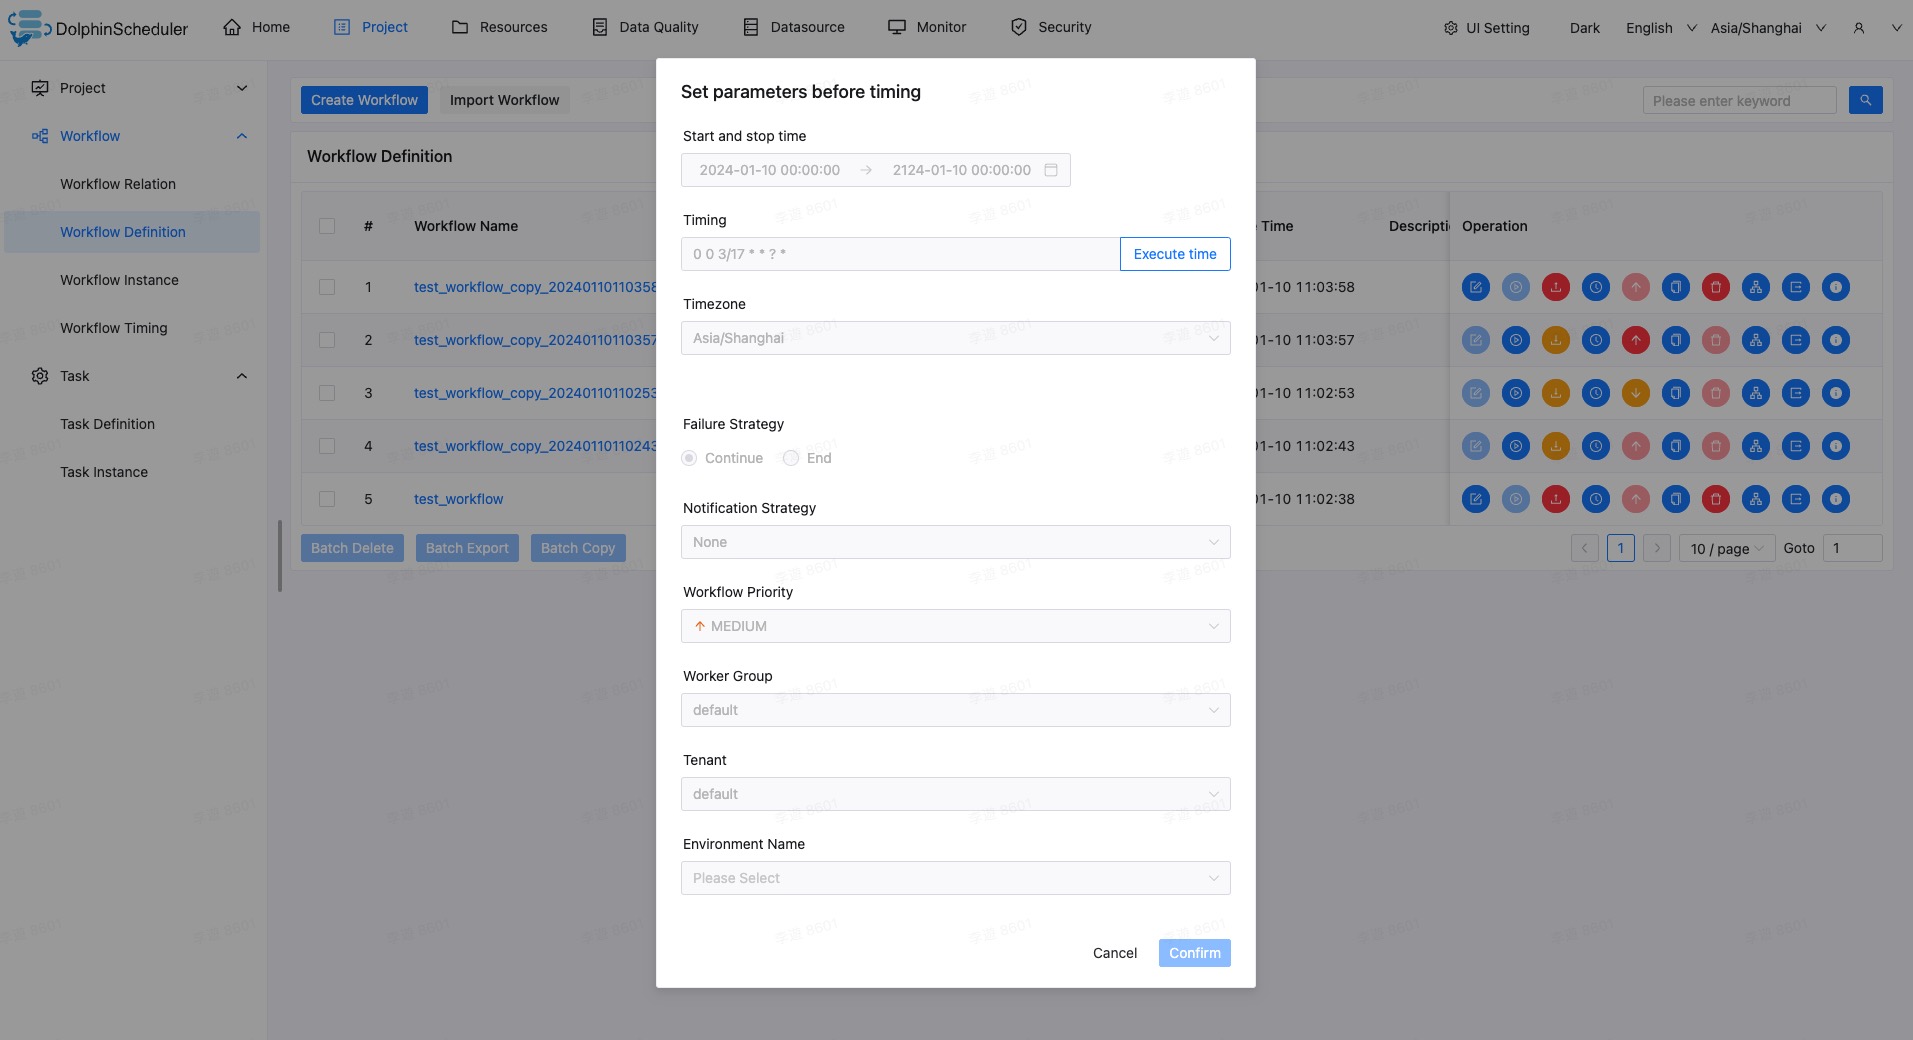 DolphinScheduler Home Project Resources Data Quality Datasource Monitor Security UI Setting Dark English Asia/Shanghai
Project
Workflow
Workflow Relation
Workflow Definition
Workflow Instance
Workflow Timing
Task
Task Definition
Task Instance
Create Workflow Import Workflow Please enter keyword
Workflow Definition
# Workflow Name Time Operation
1 test_workflow_copy_20240110110358 01-10 11:03:58
2 test_workflow_copy_20240110110357 01-10 11:03:57
3 test_workflow_copy_20240110110253 01-10 11:02:53
4 test_workflow_copy_20240110110243 01-10 11:02:43
5 test_workflow 01-10 11:02:38
Batch Delete Batch Export Batch Copy 1 10 / page Goto 1
Set parameters before timing
Start and stop time
2024-01-10 00:00:00 → 2124-01-10 00:00:00
Timing
0 0 3/17 * * ? * Execute time
Timezone
Asia/Shanghai
Failure Strategy
Continue End
Notification Strategy
None
Workflow Priority
MEDIUM
Worker Group
default
Tenant
default
Environment Name
Please Select
Cancel Confirm